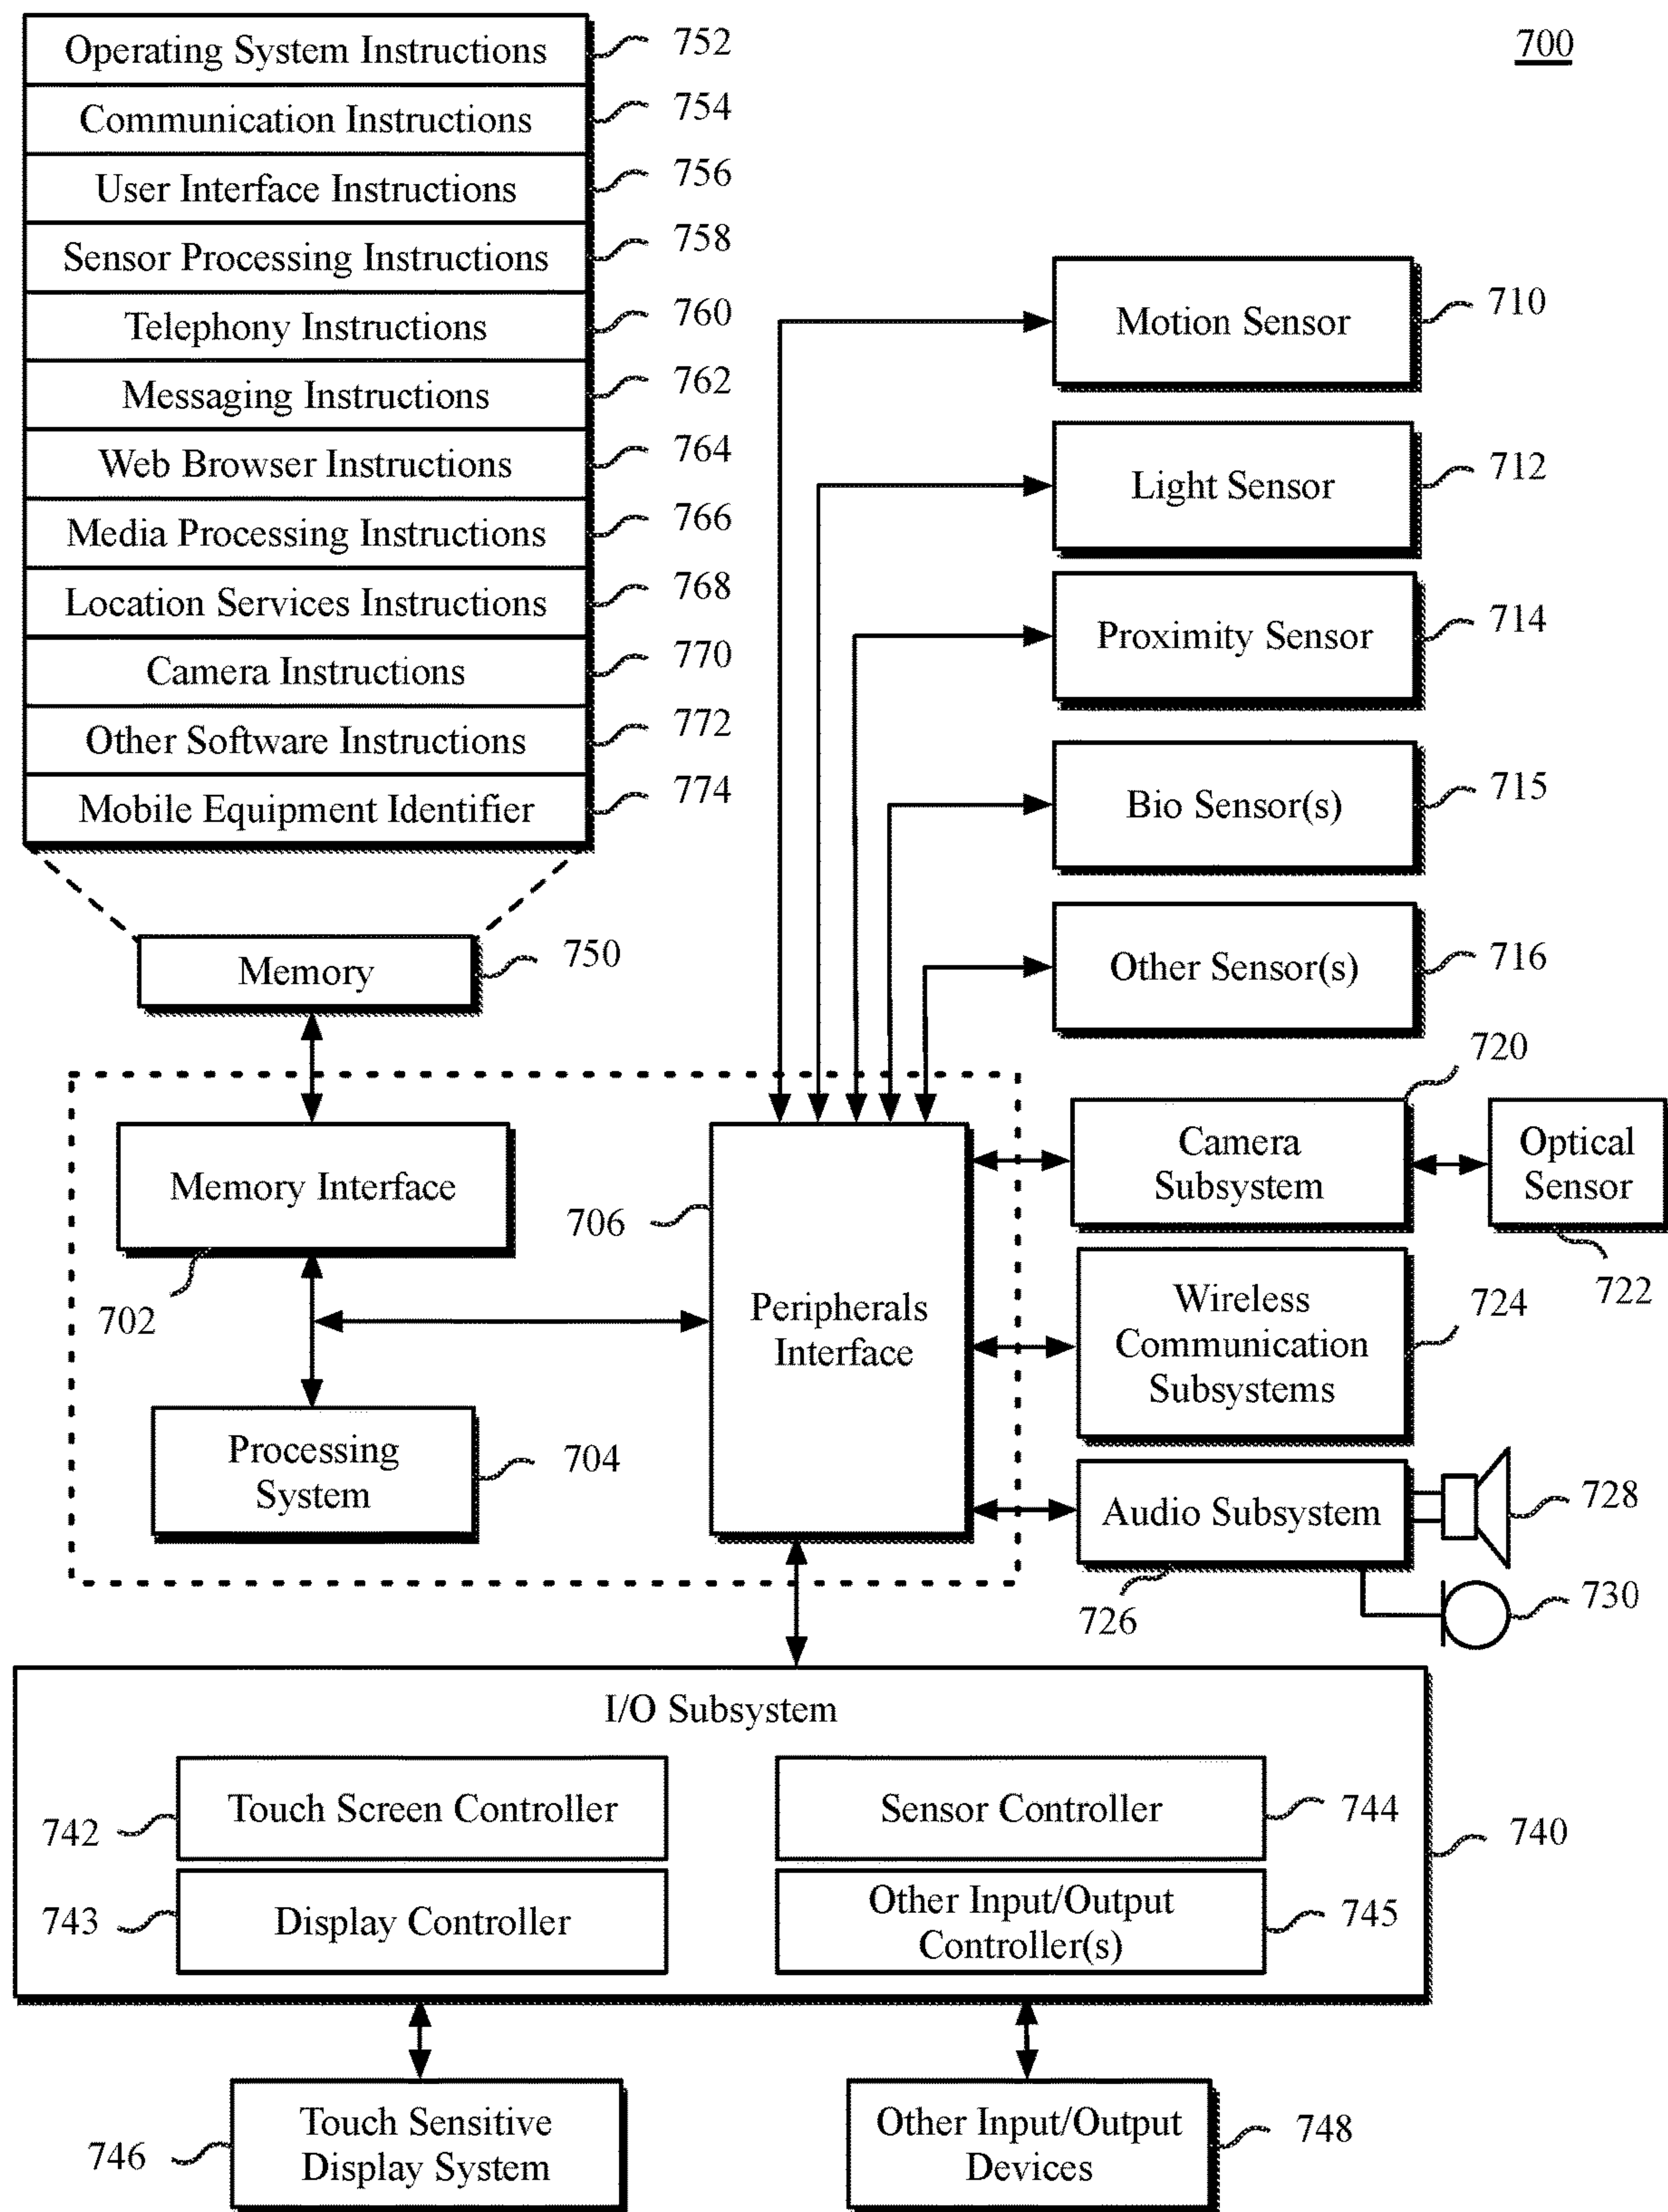 700
Operating System Instructions 752
Communication Instructions 754
User Interface Instructions 756
Sensor Processing Instructions 758
Telephony Instructions 760
Messaging Instructions 762
Web Browser Instructions 764
Media Processing Instructions 766
Location Services Instructions 768
Camera Instructions 770
Other Software Instructions 772
Mobile Equipment Identifier 774
Memory 750
Motion Sensor 710
Light Sensor 712
Proximity Sensor 714
Bio Sensor(s) 715
Other Sensor(s) 716
Memory Interface
702
Processing
System
704
706
Peripherals
Interface
720
Camera
Subsystem
Optical
Sensor
722
Wireless
Communication
Subsystems
724
Audio Subsystem
726
728
730
I/O Subsystem
740
742 Touch Screen Controller
Sensor Controller 744
743 Display Controller
Other Input/Output
Controller(s)
745
746
Touch Sensitive
Display System
Other Input/Output
Devices
748